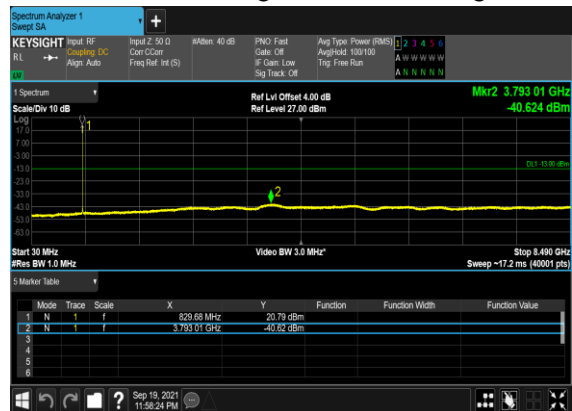 Spectrum Analyzer 1
Swept SA
+
KEYSIGHT Input: RF Input Z: 50 Ω #Atten: 40 dB PNO: Fast Avg Type: Power (RMS) 1 2 3 4 5 6
RL Coupling: DC Corr CCorr Gate: Off Avg|Hold: 100/100 A W W W W W
Align: Auto Freq Ref: Int (S) IF Gain: Low Trig: Free Run
LW Sig Track: Off A N N N N N
1 Spectrum Ref Lvl Offset 4.00 dB Mkr2 3.793 01 GHz
Scale/Div 10 dB Ref Level 27.00 dBm -40.624 dBm
Log
17.0 1
7.00
-3.00
-13.0 DL1 -13.00 dBm
-23.0
-33.0 2
-43.0
-53.0
-63.0
Start 30 MHz Video BW 3.0 MHz* Stop 8.490 GHz
#Res BW 1.0 MHz Sweep ~17.2 ms (40001 pts)
5 Marker Table
Mode Trace Scale X Y Function Function Width Function Value
1 N 1 f 829.68 MHz 20.79 dBm
2 N 1 f 3.793 01 GHz -40.62 dBm
3
4
5
6
? Sep 19, 2021
11:58:24 PM